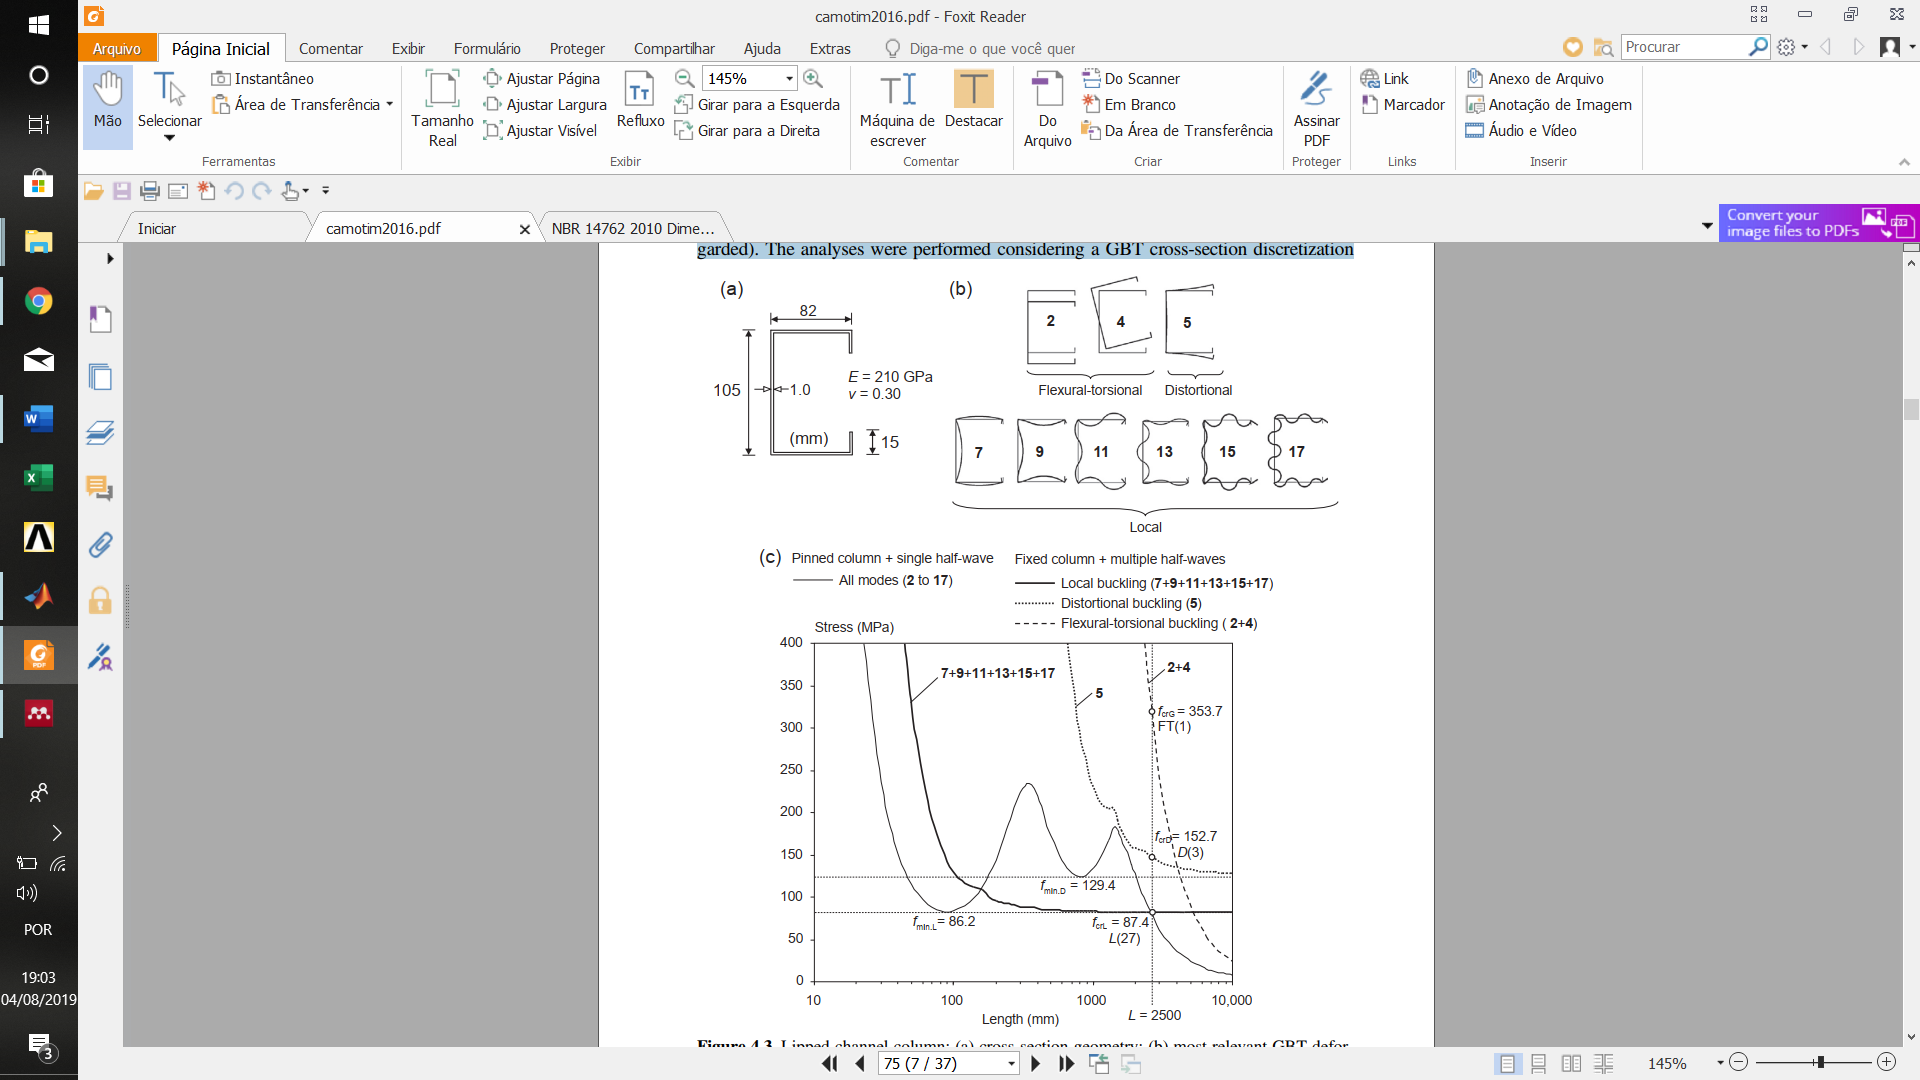 camotim2016.pdf - Foxit Reader
Arquivo Página Inicial Comentar Exibir Formulário Proteger Compartilhar Ajuda Extras Diga-me o que você quer Procurar
Mão
Selecionar
Instantâneo
Área de Transferência
Ferramentas
Tamanho Real
Ajustar Página
Ajustar Largura
Ajustar Visível
Refluxo
145%
Girar para a Esquerda
Girar para a Direita
Exibir
Máquina de escrever
Destacar
Comentar
Do Arquivo
Do Scanner
Em Branco
Da Área de Transferência
Criar
Assinar PDF
Proteger
Link
Marcador
Links
Anexo de Arquivo
Anotação de Imagem
Áudio e Vídeo
Inserir
Iniciar camotim2016.pdf NBR 14762 2010 Dime...
Convert your
image files to PDFs
garded). The analyses were performed considering a GBT cross-section discretization
(a)
82
105
1.0
E = 210 GPa
v = 0.30
(mm)
15
(b)
2 4 5
Flexural-torsional Distortional
7 9 11 13 15 17
Local
(c) Pinned column + single half-wave
All modes (2 to 17)
Fixed column + multiple half-waves
Local buckling (7+9+11+13+15+17)
Distortional buckling (5)
Flexural-torsional buckling ( 2+4)
Stress (MPa)
400
350
300
250
200
150
100
50
0
7+9+11+13+15+17
5
2+4
fcrG = 353.7
FT(1)
fcrD = 152.7
D(3)
fmin.D = 129.4
fmin.L = 86.2
fcrL = 87.4
L(27)
10 100 1000 10,000
Length (mm)
L = 2500
Figure 4.3 Lipped channel column: (a) cross-section geometry; (b) most relevant GBT defor-
75 (7 / 37)
145%
POR
19:03
04/08/2019
3